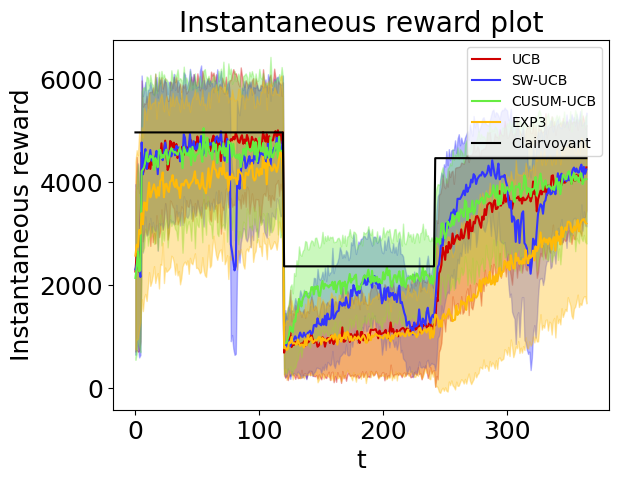 Instantaneous reward plot
Instantaneous reward
6000
4000
2000
0
0
100
200
300
t
UCB
SW-UCB
CUSUM-UCB
EXP3
Clairvoyant